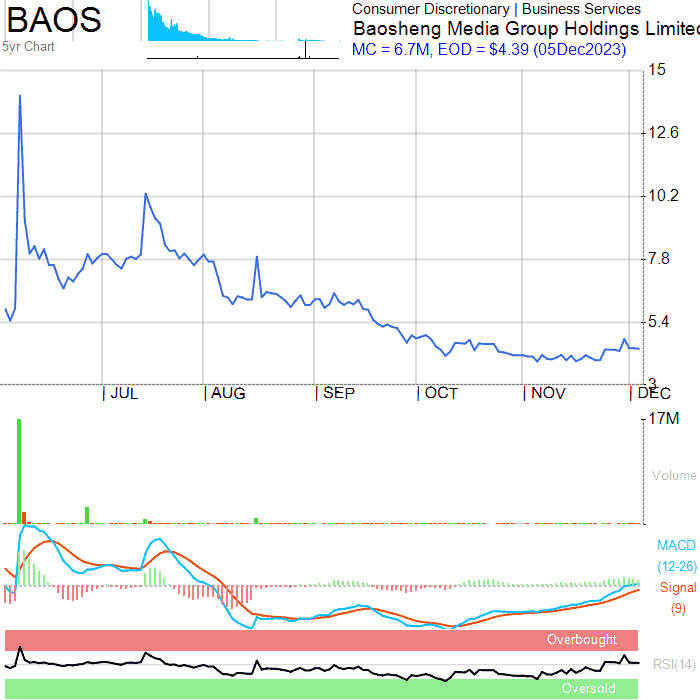 BAOS
5yr Chart
Consumer Discretionary | Business Services
Baosheng Media Group Holdings Limited
MC = 6.7M, EOD = $4.39 (05Dec2023)
15
12.6
10.2
7.8
5.4
3
| JUL | AUG | SEP | OCT | NOV | DEC
17M
Volume
MACD
(12-26)
Signal
(9)
Overbought
RSI(14)
Oversold